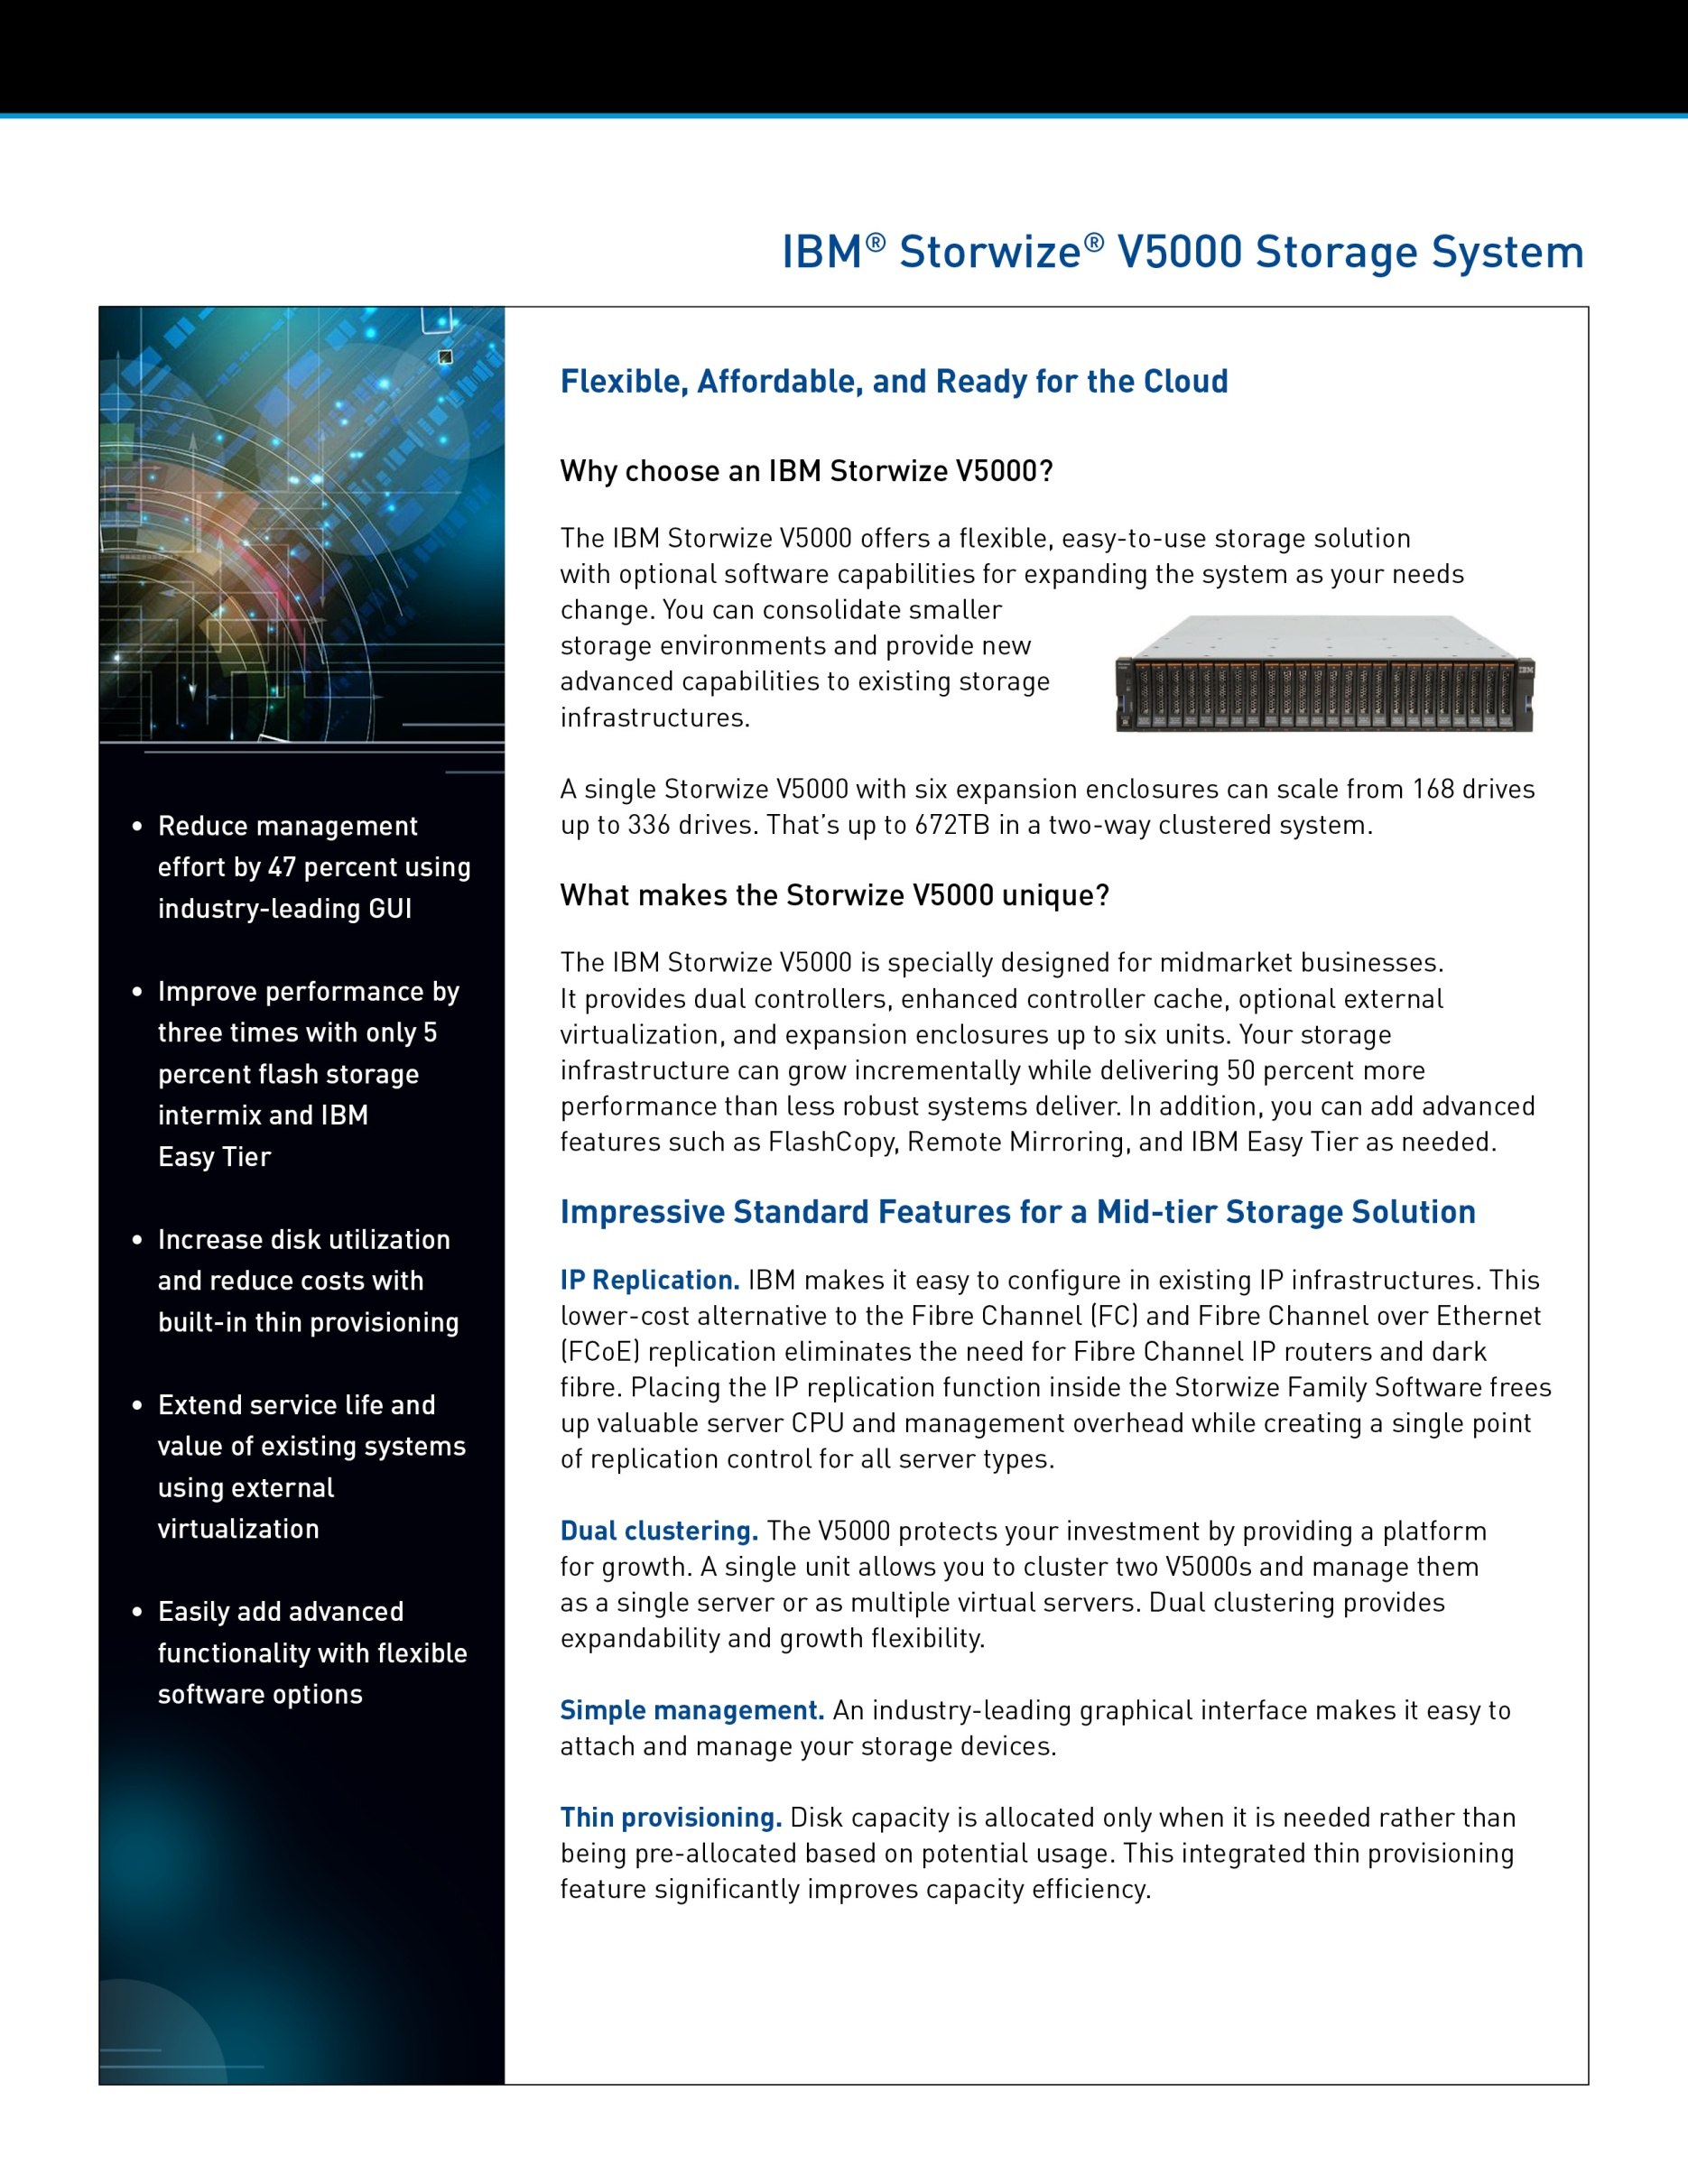 IBM® Storwize® V5000 Storage System
• Reduce management
effort by 47 percent using
industry-leading GUI
• Improve performance by
three times with only 5
percent flash storage
intermix and IBM
Easy Tier
• Increase disk utilization
and reduce costs with
built-in thin provisioning
• Extend service life and
value of existing systems
using external
virtualization
• Easily add advanced
functionality with flexible
software options
Flexible, Affordable, and Ready for the Cloud
Why choose an IBM Storwize V5000?
The IBM Storwize V5000 offers a flexible, easy-to-use storage solution
with optional software capabilities for expanding the system as your needs
change. You can consolidate smaller
storage environments and provide new
advanced capabilities to existing storage
infrastructures.
IBM
A single Storwize V5000 with six expansion enclosures can scale from 168 drives
up to 336 drives. That’s up to 672TB in a two-way clustered system.
What makes the Storwize V5000 unique?
The IBM Storwize V5000 is specially designed for midmarket businesses.
It provides dual controllers, enhanced controller cache, optional external
virtualization, and expansion enclosures up to six units. Your storage
infrastructure can grow incrementally while delivering 50 percent more
performance than less robust systems deliver. In addition, you can add advanced
features such as FlashCopy, Remote Mirroring, and IBM Easy Tier as needed.
Impressive Standard Features for a Mid-tier Storage Solution
IP Replication. IBM makes it easy to configure in existing IP infrastructures. This
lower-cost alternative to the Fibre Channel (FC) and Fibre Channel over Ethernet
(FCoE) replication eliminates the need for Fibre Channel IP routers and dark
fibre. Placing the IP replication function inside the Storwize Family Software frees
up valuable server CPU and management overhead while creating a single point
of replication control for all server types.
Dual clustering. The V5000 protects your investment by providing a platform
for growth. A single unit allows you to cluster two V5000s and manage them
as a single server or as multiple virtual servers. Dual clustering provides
expandability and growth flexibility.
Simple management. An industry-leading graphical interface makes it easy to
attach and manage your storage devices.
Thin provisioning. Disk capacity is allocated only when it is needed rather than
being pre-allocated based on potential usage. This integrated thin provisioning
feature significantly improves capacity efficiency.